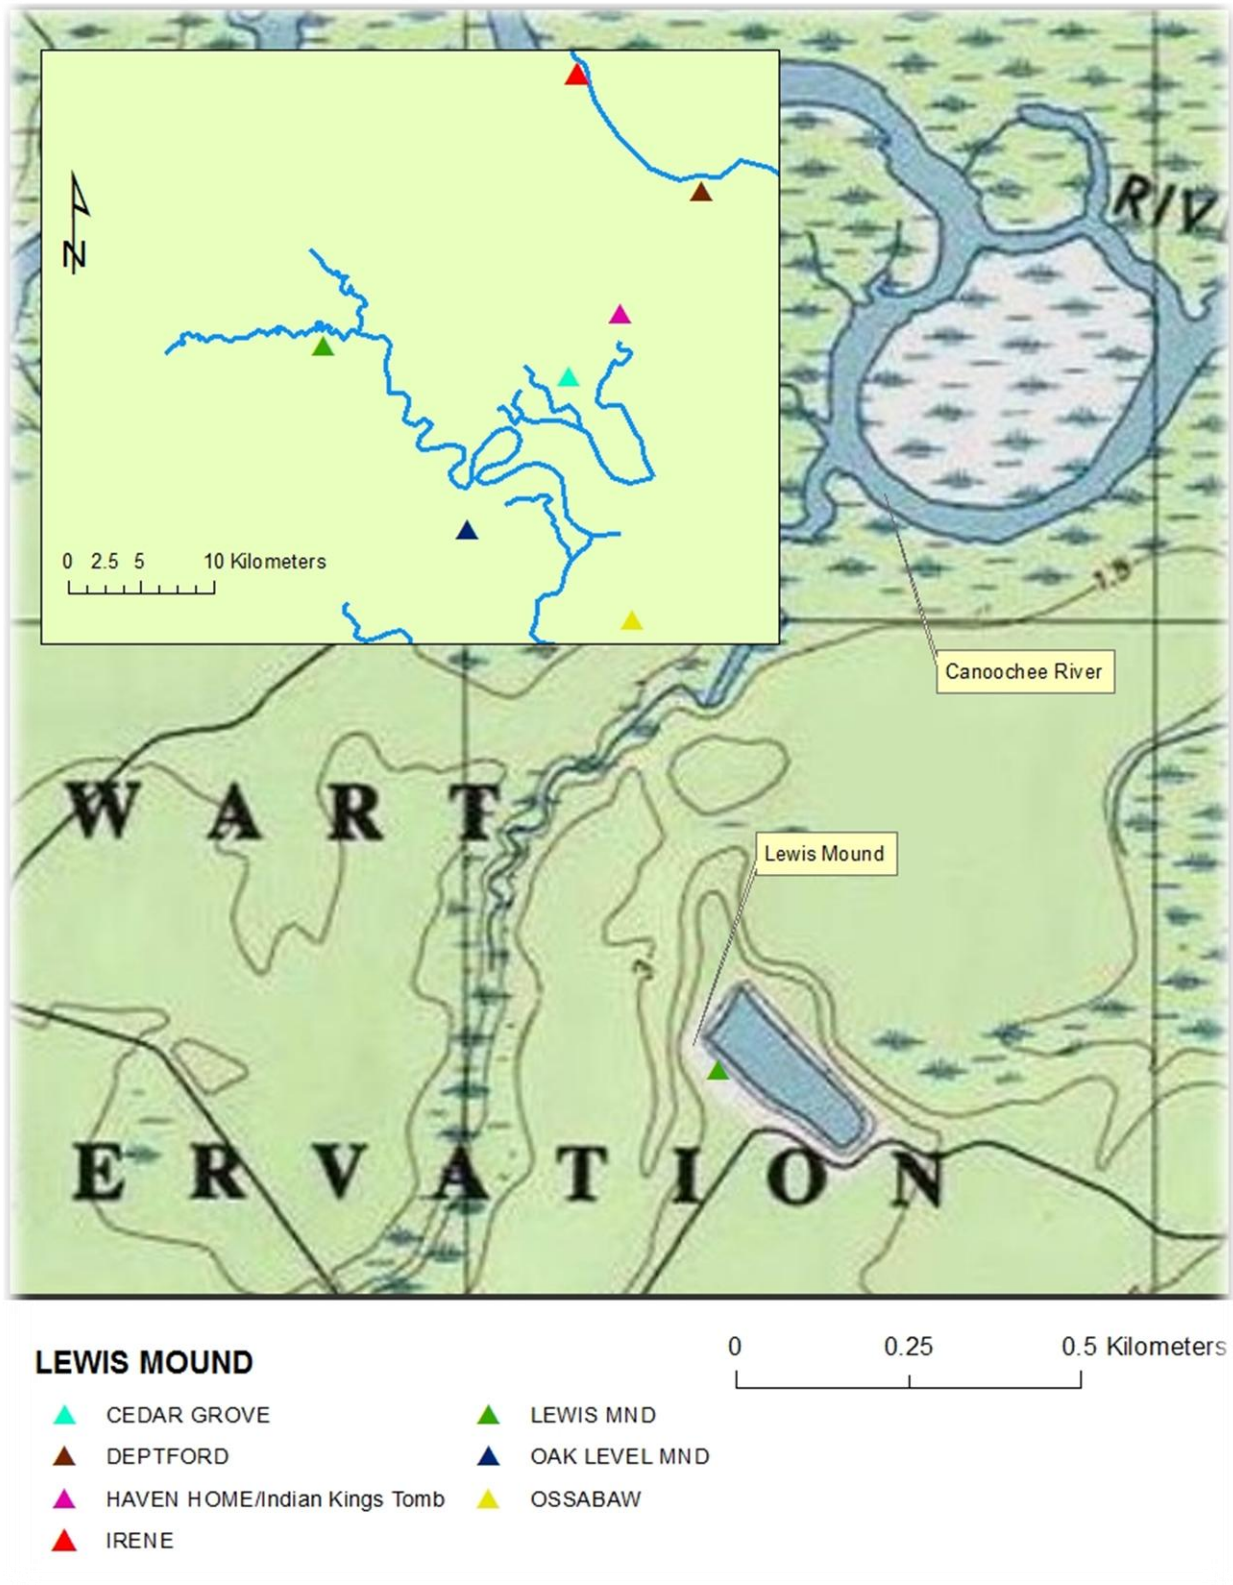 RIV
N
0 2.5 5 10 Kilometers
1.5
Canoochee River
W A R T
Lewis Mound
E R V A T I O N
0 0.25 0.5 Kilometers
LEWIS MOUND
CEDAR GROVE
LEWIS MND
DEPTFORD
OAK LEVEL MND
HAVEN HOME/Indian Kings Tomb
OSSABAW
IRENE